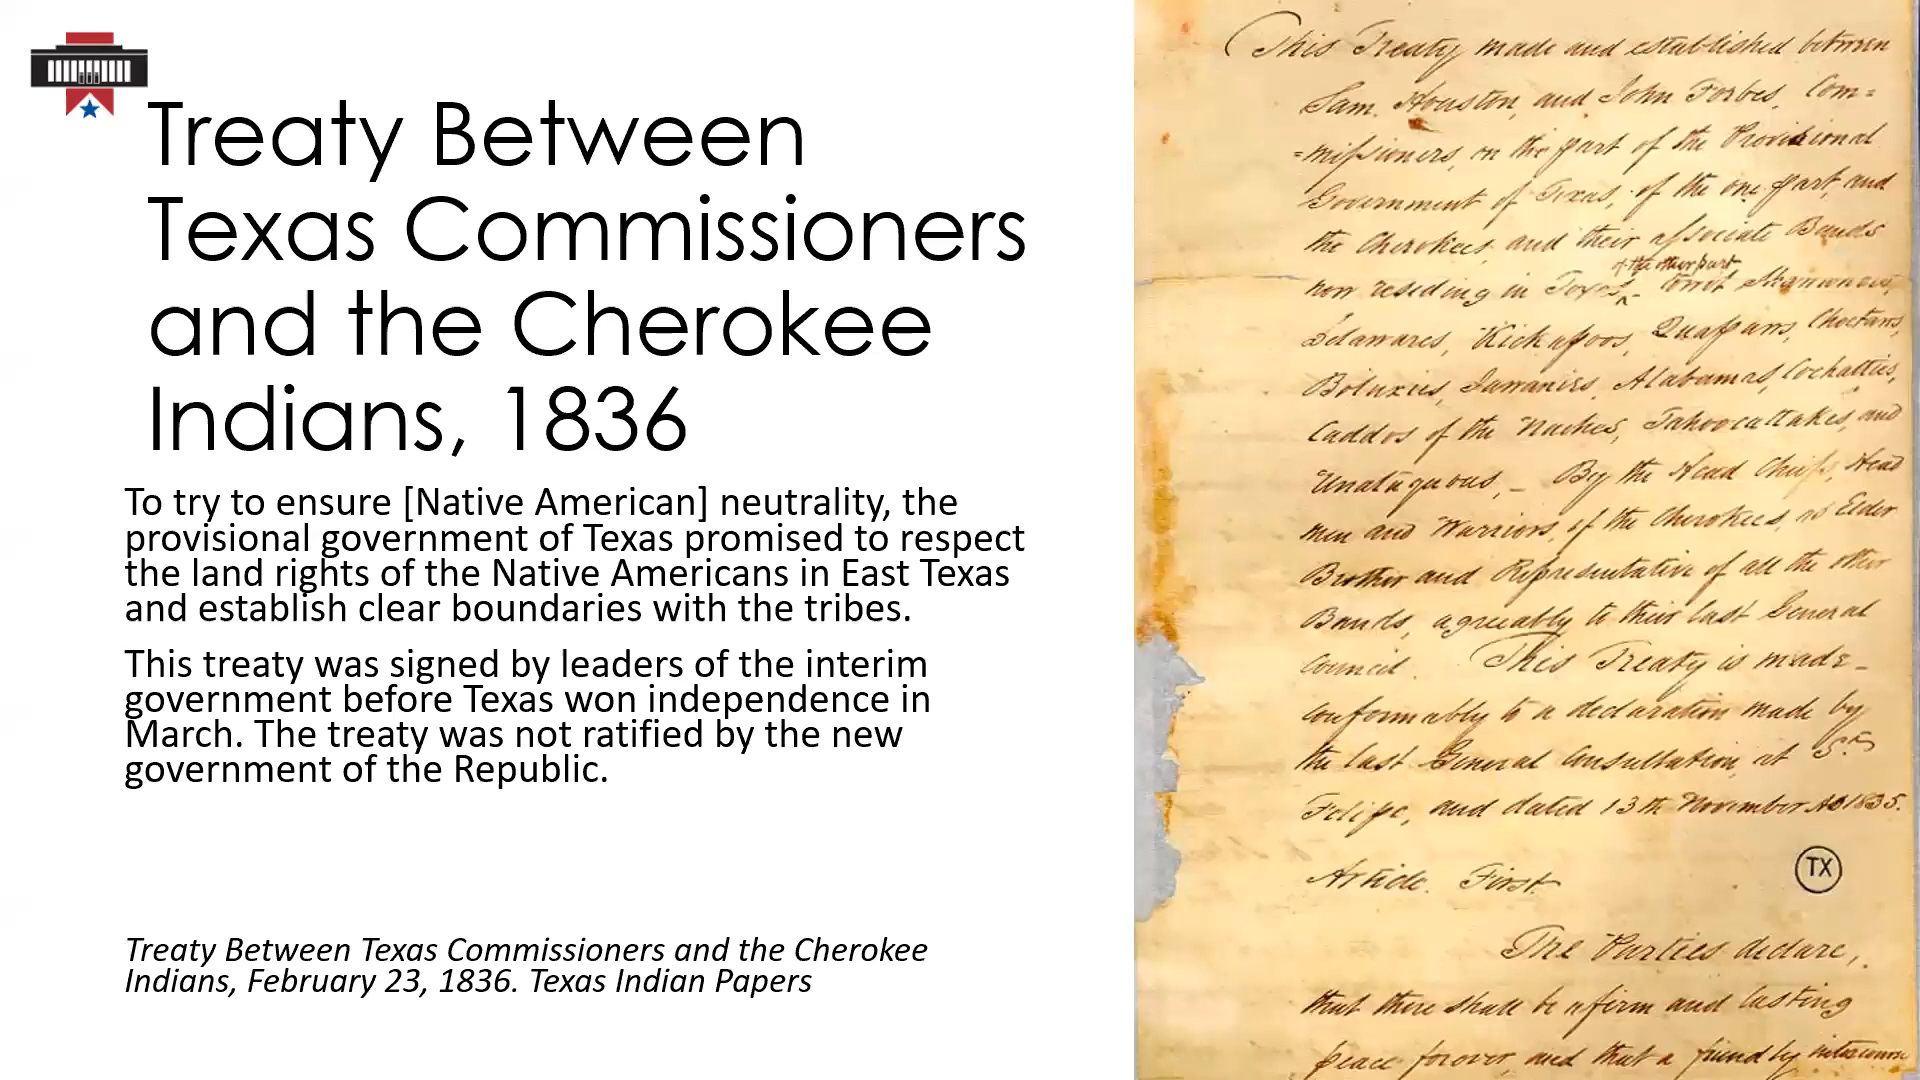 Treaty Between
Texas Commissioners
and the Cherokee
Indians, 1836
To try to ensure [Native American] neutrality, the
provisional government of Texas promised to respect
the land rights of the Native Americans in East Texas
and establish clear boundaries with the tribes.
This treaty was signed by leaders of the interim
government before Texas won independence in
March. The treaty was not ratified by the new
government of the Republic.
Treaty Between Texas Commissioners and the Cherokee
Indians, February 23, 1836. Texas Indian Papers
This Treaty made and established between
Sam. Houston, and John Forbes, Com=
=missioners, on the part of the Provisional
Government of Texas, of the one part, and
the Cherokees, and their associate Bands
of the other part
now residing in Texas,
Delawares, Kickapoos, Quapaws, Choctaws,
Boluxies, Iawanies, Alabamas, Cochatties,
Caddos of the Naches, Tahoocattakes, and
Unataquous, – By the Head Chiefs, Head
men and Warriors, of the Cherokees, as Elder
Brother and Representative of all the other
Bands, agreeably to their last General
Council. This Treaty is made
conformably to a declaration made by
the last General Consultation, at St.
Felipe, and dated 13th November AD 1835.
Article. First.
TX
The Parties declare,
that there shall be a firm and lasting
peace forever, and that a friendly intercourse